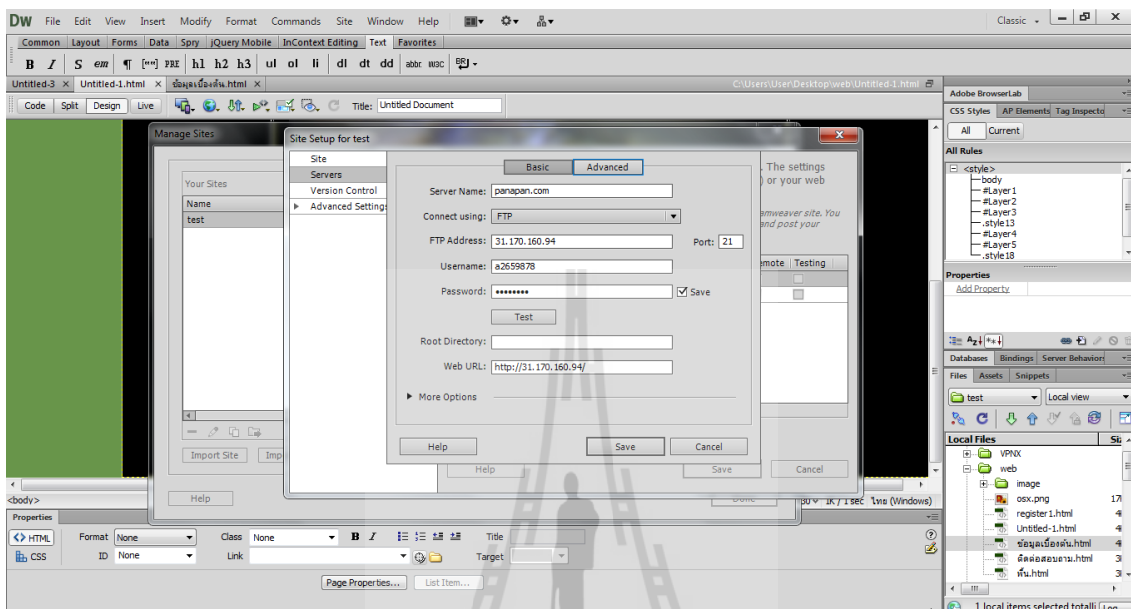 DW File Edit View Insert Modify Format Commands Site Window Help Classic
Common Layout Forms Data Spry jQuery Mobile InContext Editing Text Favorites
B I S em ¶ [""] PRE h1 h2 h3 ul ol li dl dt dd abbr. W3C BRJ
Untitled-3 × Untitled-1.html × ข้อมูลเบื้องต้น.html × C:\Users\User\Desktop\web\Untitled-1.html
Code Split Design Live Title: Untitled Document
Adobe BrowserLab
CSS Styles AP Elements Tag Inspecto
All Current
All Rules
<style>
body
#Layer1
#Layer2
#Layer3
.style13
#Layer4
#Layer5
.style18
Properties
Add Property
Databases Bindings Server Behaviors
Files Assets Snippets
test Local view
Local Files
VPNX
web
image
osx.png 17
register1.html 4
Untitled-1.html 4
ข้อมูลเบื้องต้น.html 4
ติดต่อสอบถาม.html 3
พื้น.html 3
1 local items selected totalli Log
Manage Sites
Your Sites
Name
test
Import Site
Help
Site Setup for test
Site
Servers
Version Control
Advanced Settings
Basic Advanced
Server Name: panapan.com
Connect using: FTP
FTP Address: 31.170.160.94 Port: 21
Username: a2659878
Password: •••••••• Save
Test
Root Directory:
Web URL: http://31.170.160.94/
More Options
Help Save Cancel
. The settings
) or your web
amweaver site. You
and post your
emote Testing
Help Save Cancel
<body> 1K / 1 sec ไทย (Windows)
Properties
HTML Format None Class None B I Title
CSS ID None Link Target
Page Properties... List Item...